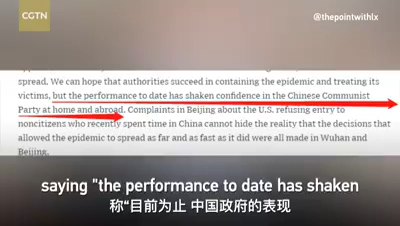 CGTN
@thepointwithlx
spread. We can hope that authorities succeed in containing the epidemic and treating its
victims, but the performance to date has shaken confidence in the Chinese Communist
Party at home and abroad. Complaints in Beijing about the U.S. refusing entry to
noncitizens who recently spent time in China cannot hide the reality that the decisions that
allowed the epidemic to spread as far and as fast as it did were all made in Wuhan and
Beijing.
saying "the performance to date has shaken
称“目前为止 中国政府的表现